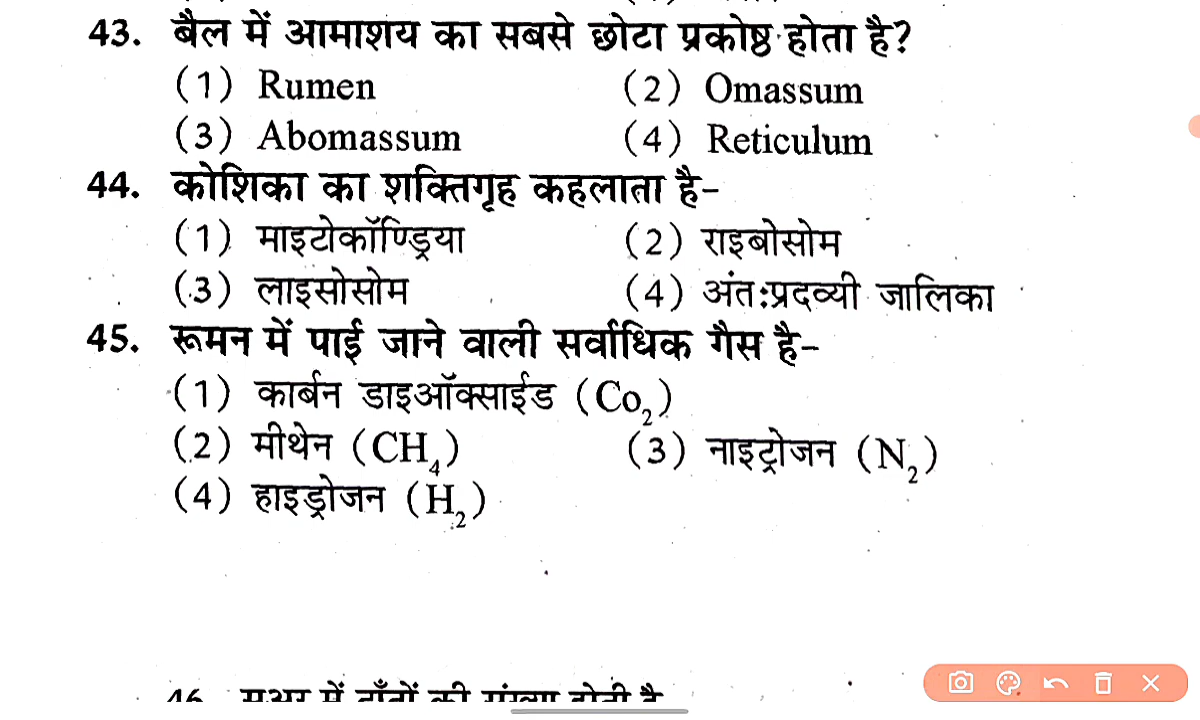 43. बैल में आमाशय का सबसे छोटा प्रकोष्ठ होता है?
(1) Rumen (2) Omassum
(3) Abomassum (4) Reticulum
44. कोशिका का शक्तिगृह कहलाता है-
(1) माइटोकॉण्ड्रिया (2) राइबोसोम
(3) लाइसोसोम (4) अंत:प्रदव्यी जालिका
45. रूमन में पाई जाने वाली सर्वाधिक गैस है-
(1) कार्बन डाइऑक्साईड (Co₂)
(2) मीथेन (CH₄) (3) नाइट्रोजन (N₂)
(4) हाइड्रोजन (H₂)
46. में दाँतों की संख्या होती है